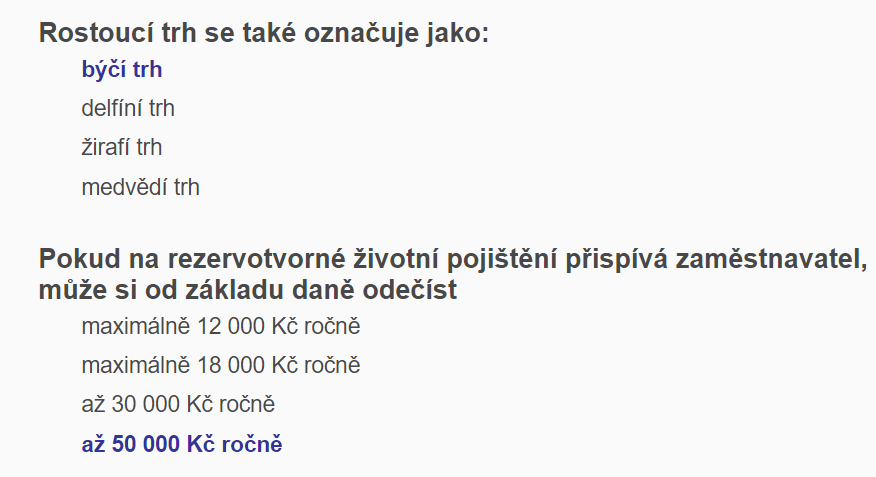 Rostoucí trh se také označuje jako:
býčí trh
delfíní trh
žirafí trh
medvědí trh
Pokud na rezervotvorné životní pojištění přispívá zaměstnavatel,
může si od základu daně odečíst
maximálně 12 000 Kč ročně
maximálně 18 000 Kč ročně
až 30 000 Kč ročně
až 50 000 Kč ročně